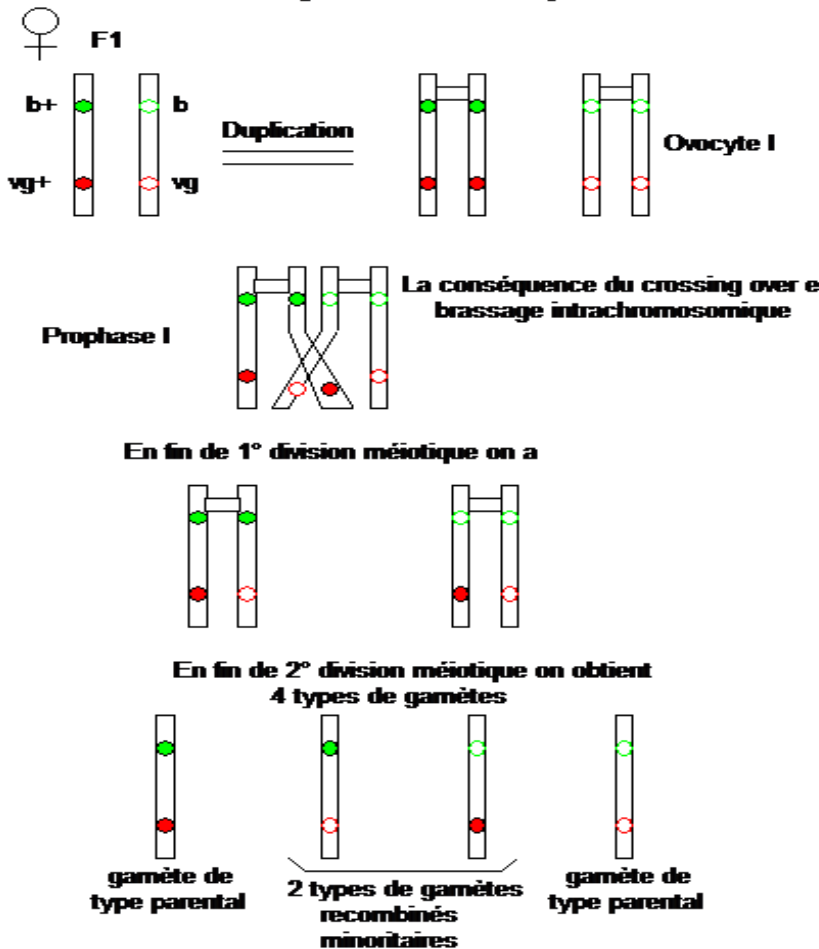 F1
b+
b
Duplication
Ovocyte I
vg+
vg
La conséquence du crossing over e
brassage intrachromosomique
Prophase I
En fin de 1° division méiotique on a
En fin de 2° division méiotique on obtient
4 types de gamètes
gamète de
type parental
2 types de gamètes
recombinés
minoritaires
gamète de
type parental